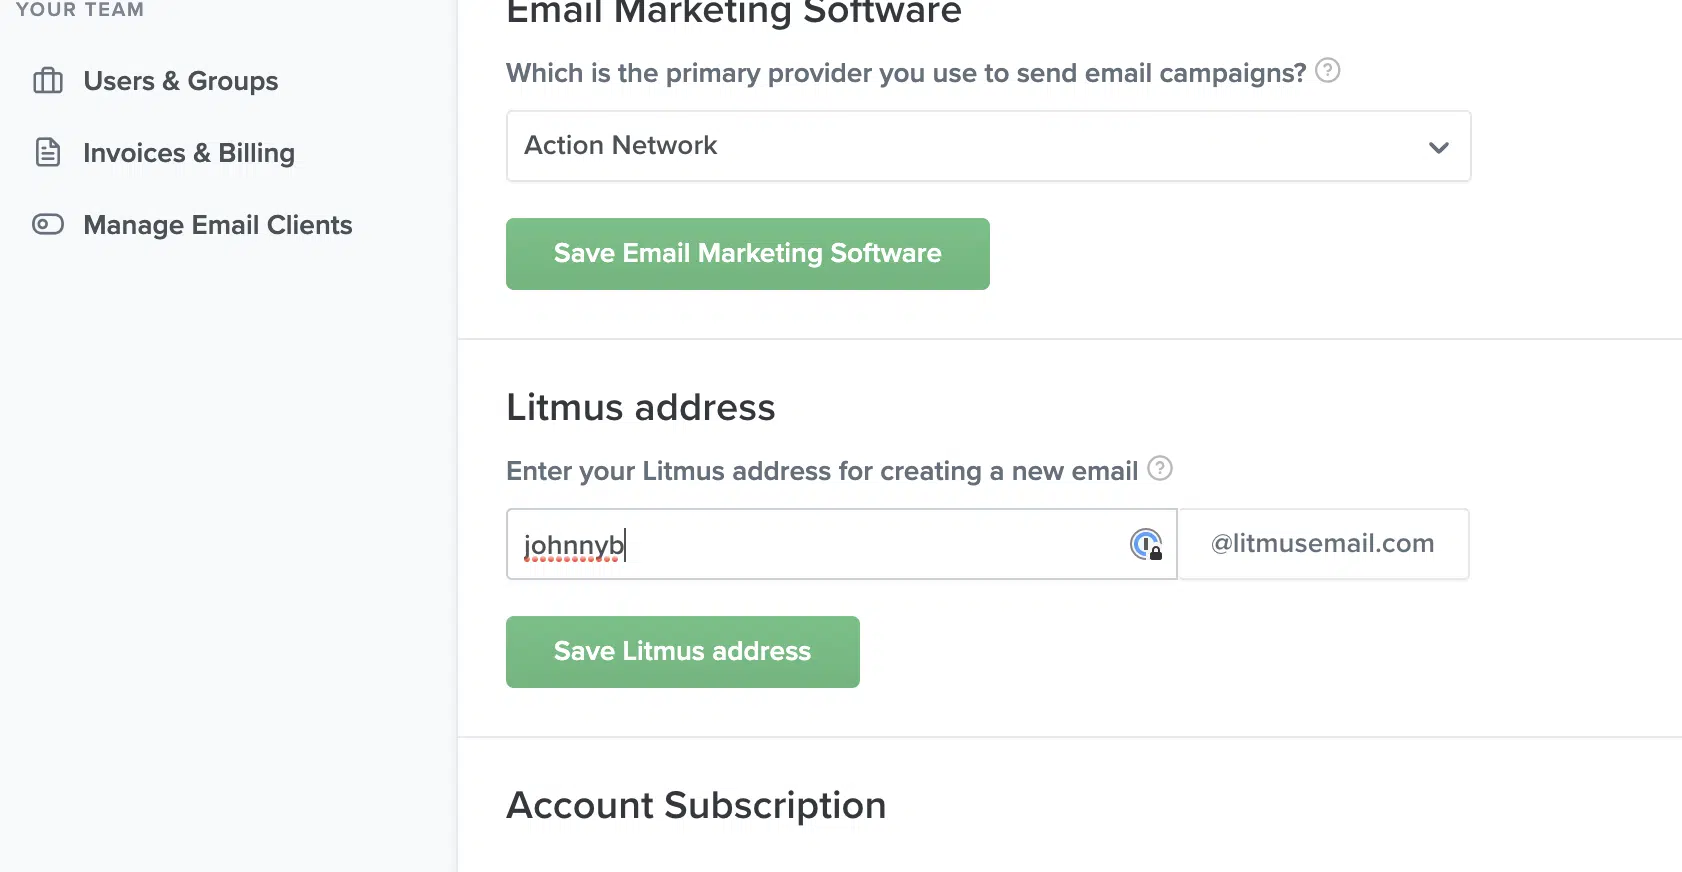 YOUR TEAM
Users & Groups
Invoices & Billing
Manage Email Clients
Email Marketing Software
Which is the primary provider you use to send email campaigns? ?
Action Network
Save Email Marketing Software
Litmus address
Enter your Litmus address for creating a new email ?
johnnyb @litmusemail.com
Save Litmus address
Account Subscription